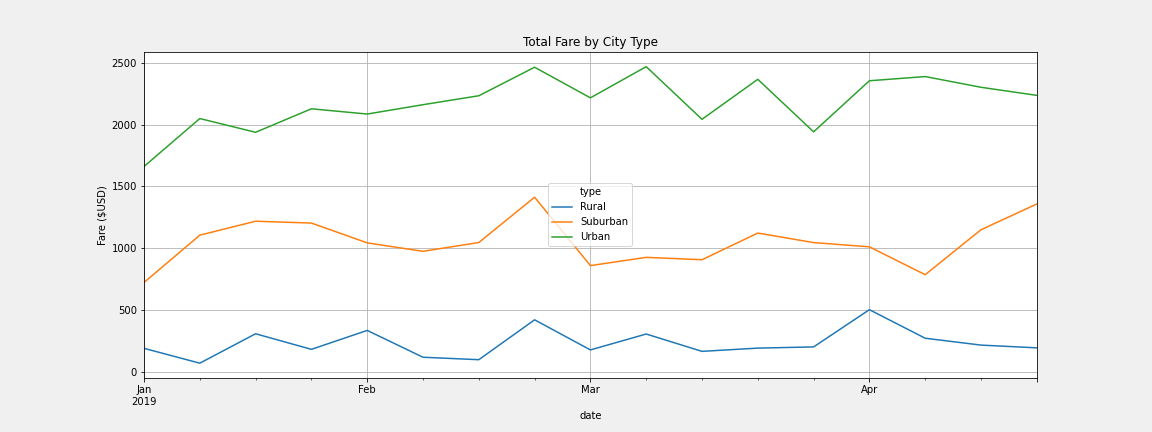 Total Fare by City Type
Fare ($USD)
2500
2000
1500
1000
500
0
type
Rural
Suburban
Urban
Jan
2019
Feb
Mar
Apr
date